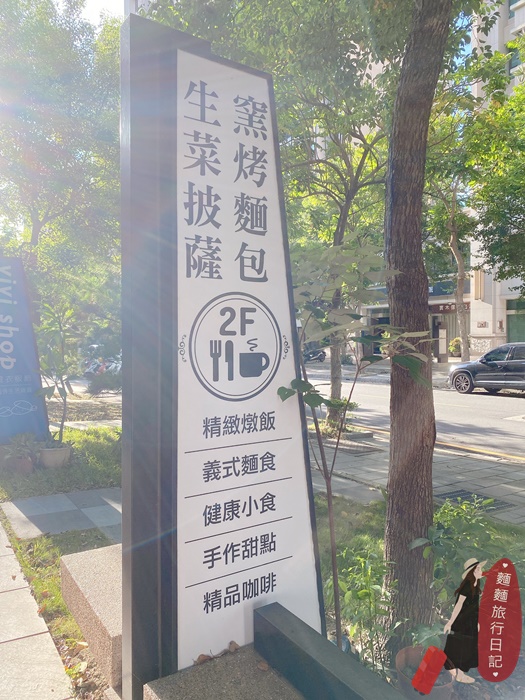 窯烤麵包
生菜披薩
2F
精緻燉飯
義式麵食
健康小食
手作甜點
精品咖啡
vivi shop
麵麵旅行日記